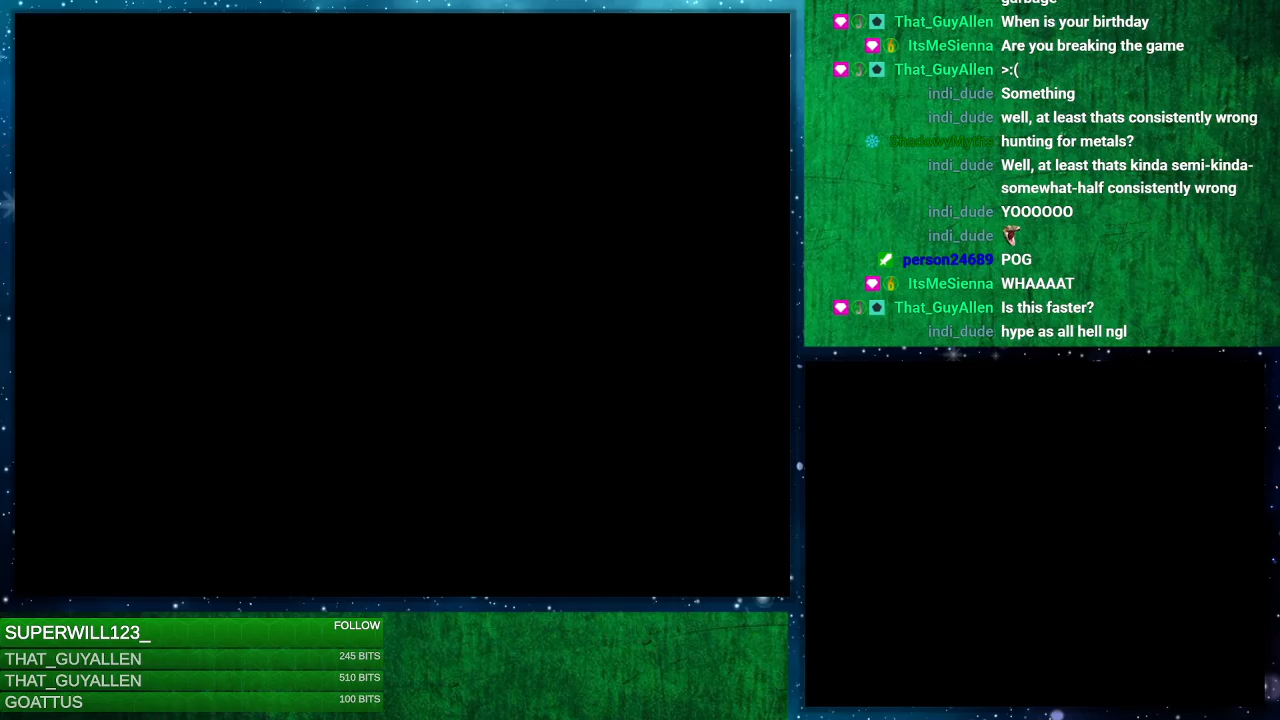 That_GuyAllen When is your birthday
ItsMeSienna Are you breaking the game
That_GuyAllen >:(
indi_dude Something
indi_dude well, at least thats consistently wrong
ShadowyMyths hunting for metals?
indi_dude Well, at least thats kinda semi-kinda-
somewhat-half consistently wrong
indi_dude YOOOOOO
indi_dude
person24689 POG
ItsMeSienna WHAAAAT
That_GuyAllen Is this faster?
indi_dude hype as all hell ngl
SUPERWILL123_ FOLLOW
THAT_GUYALLEN 245 BITS
THAT_GUYALLEN 510 BITS
GOATTUS 100 BITS